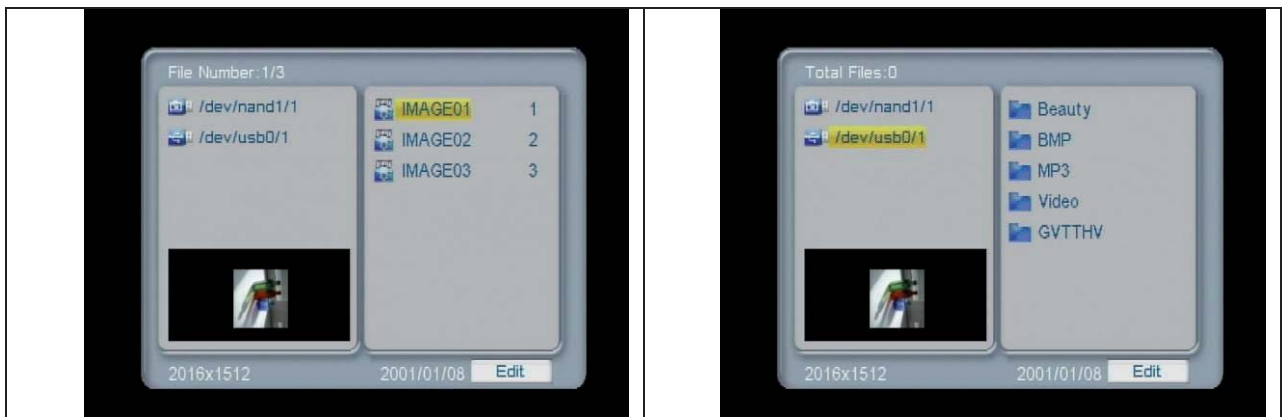 File Number:1/3
/dev/nand1/1
/dev/usb0/1
IMAGE01 1
IMAGE02 2
IMAGE03 3
2016x1512 2001/01/08 Edit
Total Files:0
/dev/nand1/1
/dev/usb0/1
Beauty
BMP
MP3
Video
GVTTHV
2016x1512 2001/01/08 Edit